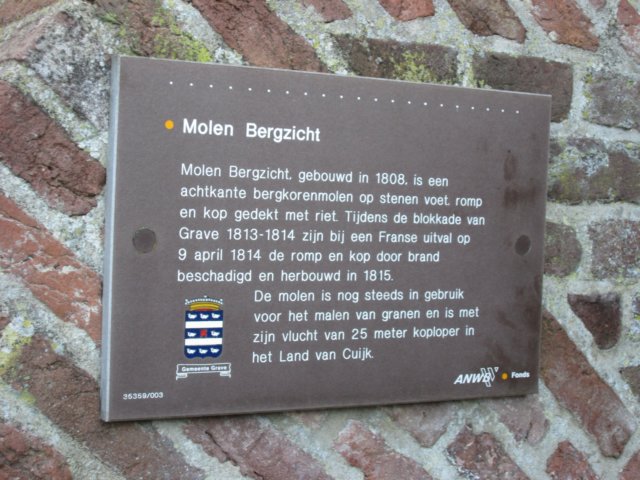 Molen Bergzicht
Molen Bergzicht, gebouwd in 1808, is een
achtkante bergkorenmolen op stenen voet, romp
en kop gedekt met riet. Tijdens de blokkade van
Grave 1813-1814 zijn bij een Franse uitval op
9 april 1814 de romp en kop door brand
beschadigd en herbouwd in 1815.
De molen is nog steeds in gebruik
voor het malen van granen en is met
zijn vlucht van 25 meter koploper in
het Land van Cuijk.
Gemeente Grave
35359/003
ANWB Fonds